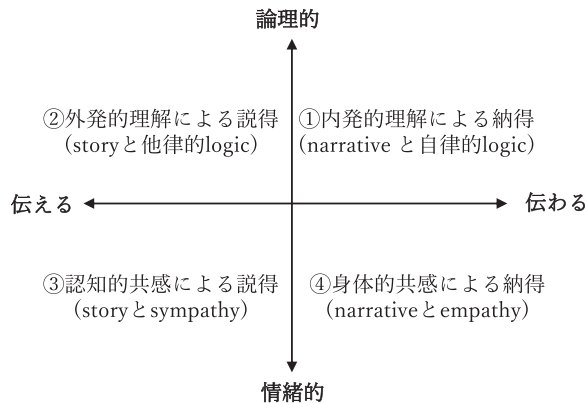 論理的
②外発的理解による説得
(storyと他律的logic)
①内発的理解による納得
(narrative と自律的logic)
伝える
伝わる
③認知的共感による説得
(storyとsympathy)
④身体的共感による納得
(narrativeとempathy)
情緒的